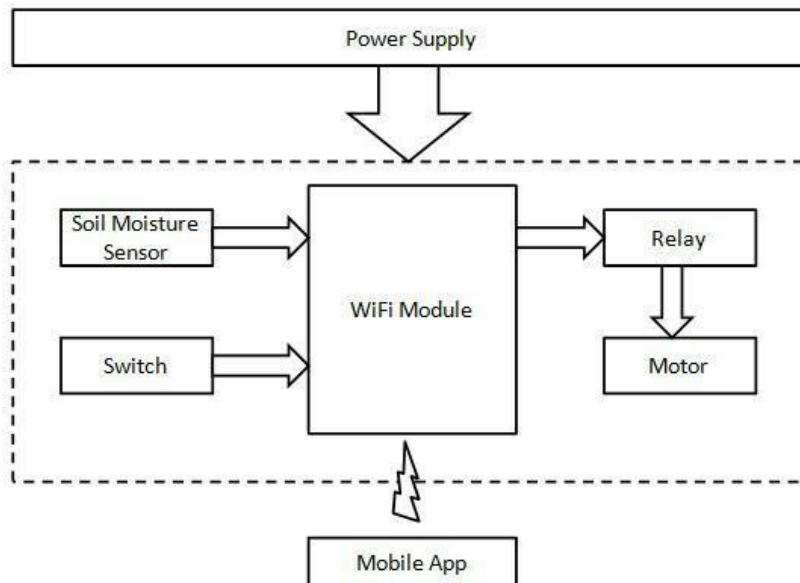 Power Supply
Soil Moisture
Sensor
WiFi Module
Relay
Switch
Motor
Mobile App